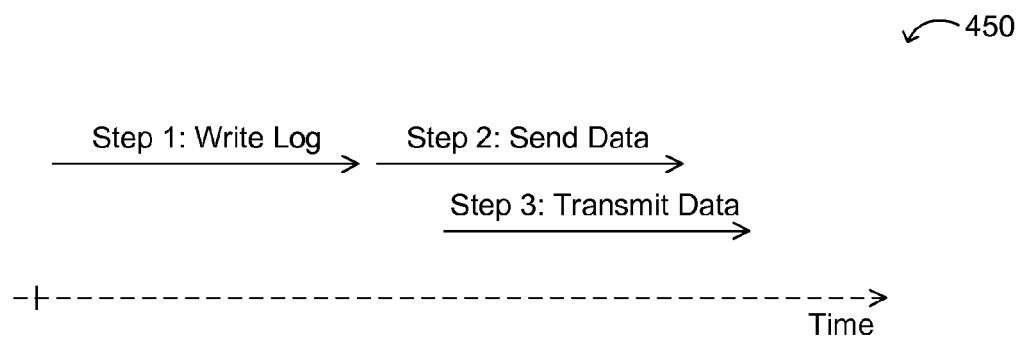 450
Step 1: Write Log
Step 2: Send Data
Step 3: Transmit Data
Time